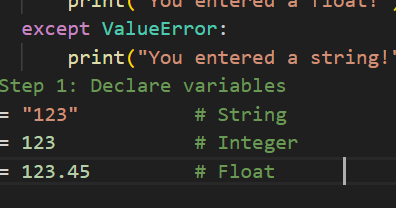 print("You entered a float!")
except ValueError:
print("You entered a string!"
Step 1: Declare variables
= "123" # String
= 123 # Integer
= 123.45 # Float